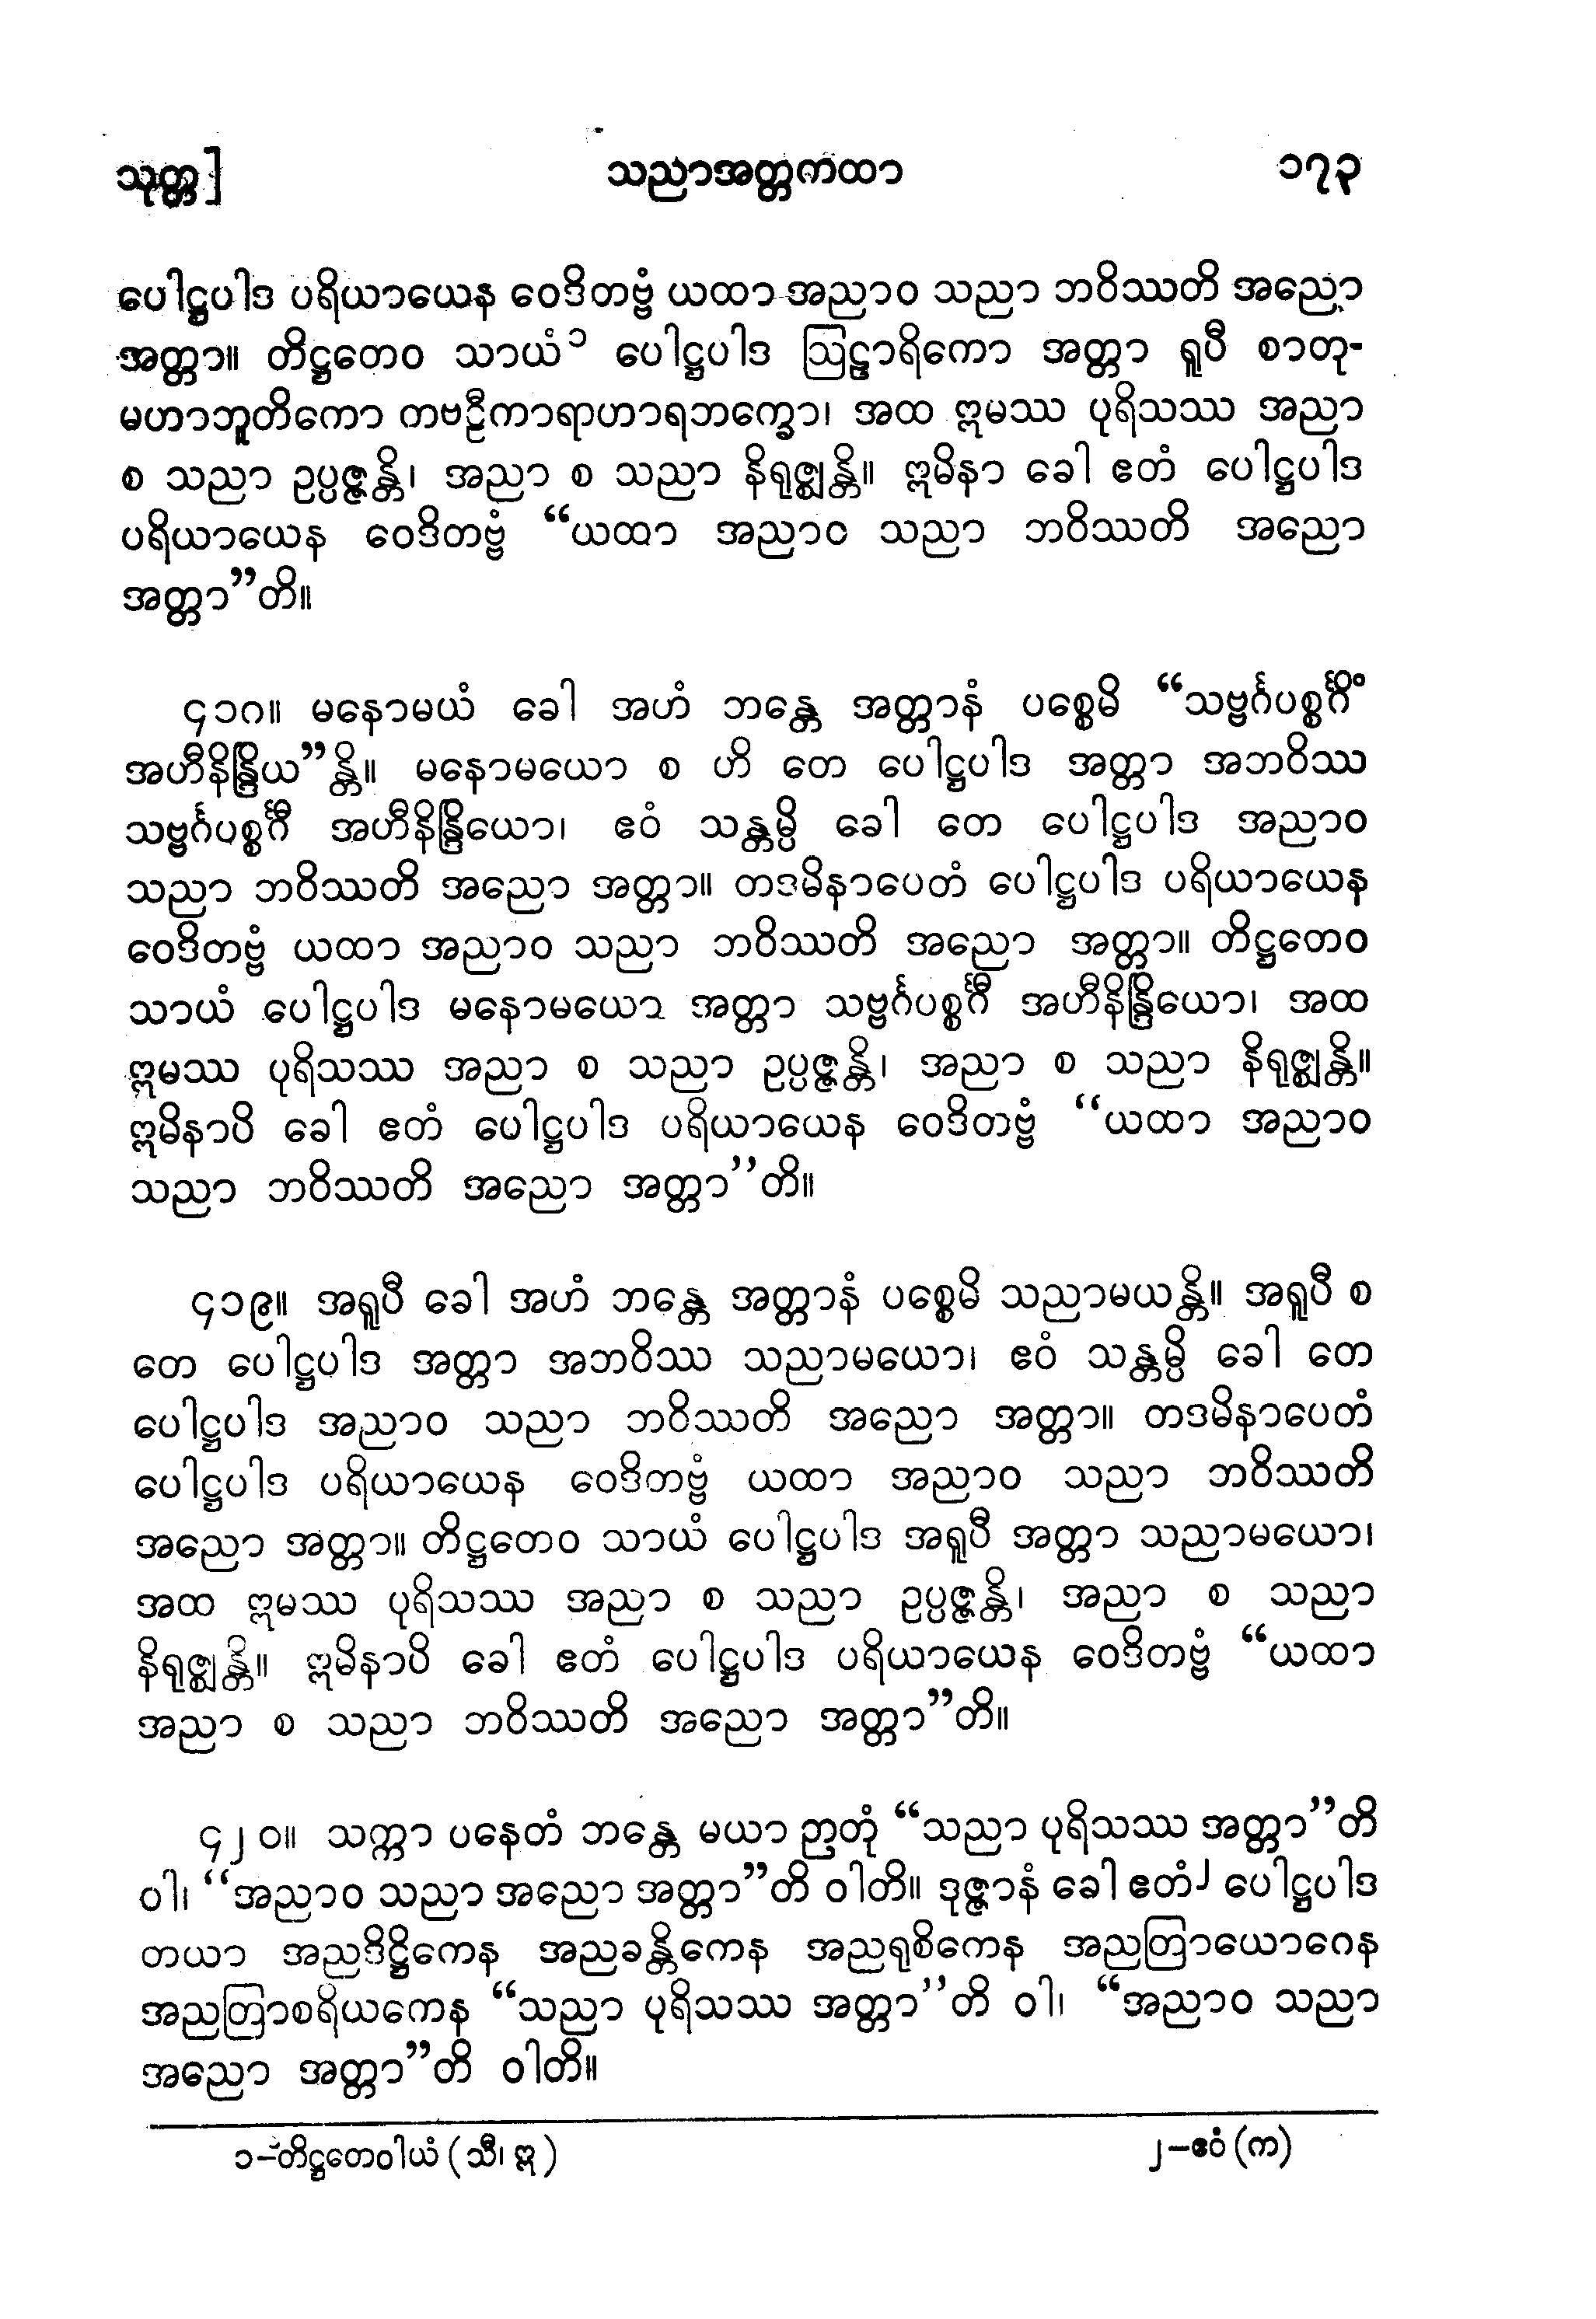 သုတ္တ]
သညာအတ္တကထာ
၁၇၃
ပေါဋ္ဌပါဒ ပရိယာယေန ဝေဒိတဗ္ဗံ ယထာ အညာဝ သညာ ဘဝိဿတိ အညော
အတ္တာ။ တိဋ္ဌတေဝ သာယံ၁ ပေါဋ္ဌပါဒ ဩဠာရိကော အတ္တာ ရူပီ စာတု-
မဟာဘူတိကော ကဗဠီကာရာဟာရဘက္ခော၊ အထ ဣမဿ ပုရိသဿ အညာ
စ သညာ ဥပ္ပဇ္ဇန္တိ၊ အညာ စ သညာ နိရုဇ္ဈန္တိ။ ဣမိနာ ခေါ ဧတံ ပေါဋ္ဌပါဒ
ပရိယာယေန ဝေဒိတဗ္ဗံ “ယထာ အညာဝ သညာ ဘဝိဿတိ အညော
အတ္တာ”တိ။
၄၁ဂ။ မနောမယံ ခေါ အဟံ ဘန္တေ အတ္တာနံ ပစ္စေမိ “သဗ္ဗင်္ဂပစ္စင်္ဂိံ
အဟီနိန္ဒြိယ”န္တိ။ မနောမယော စ ဟိ တေ ပေါဋ္ဌပါဒ အတ္တာ အဘဝိဿ
သဗ္ဗင်္ဂပစ္စင်္ဂီ အဟီနိန္ဒြိယော၊ ဧဝံ သန္တမ္ပိ ခေါ တေ ပေါဋ္ဌပါဒ အညာဝ
သညာ ဘဝိဿတိ အညော အတ္တာ။ တဒမိနာပေတံ ပေါဋ္ဌပါဒ ပရိယာယေန
ဝေဒိတဗ္ဗံ ယထာ အညာဝ သညာ ဘဝိဿတိ အညော အတ္တာ။ တိဋ္ဌတေဝ
သာယံ ပေါဋ္ဌပါဒ မနောမယော အတ္တာ သဗ္ဗင်္ဂပစ္စင်္ဂီ အဟီနိန္ဒြိယော၊ အထ
ဣမဿ ပုရိသဿ အညာ စ သညာ ဥပ္ပဇ္ဇန္တိ၊ အညာ စ သညာ နိရုဇ္ဈန္တိ။
ဣမိနာပိ ခေါ ဧတံ ပေါဋ္ဌပါဒ ပရိယာယေန ဝေဒိတဗ္ဗံ “ယထာ အညာဝ
သညာ ဘဝိဿတိ အညော အတ္တာ”တိ။
၄၁၉။ အရူပီ ခေါ အဟံ ဘန္တေ အတ္တာနံ ပစ္စေမိ သညာမယန္တိ။ အရူပီ စ
တေ ပေါဋ္ဌပါဒ အတ္တာ အဘဝိဿ သညာမယော၊ ဧဝံ သန္တမ္ပိ ခေါ တေ
ပေါဋ္ဌပါဒ အညာဝ သညာ ဘဝိဿတိ အညော အတ္တာ။ တဒမိနာပေတံ
ပေါဋ္ဌပါဒ ပရိယာယေန ဝေဒိတဗ္ဗံ ယထာ အညာဝ သညာ ဘဝိဿတိ
အညော အတ္တာ။ တိဋ္ဌတေဝ သာယံ ပေါဋ္ဌပါဒ အရူပီ အတ္တာ သညာမယော၊
အထ ဣမဿ ပုရိသဿ အညာ စ သညာ ဥပ္ပဇ္ဇန္တိ၊ အညာ စ သညာ
နိရုဇ္ဈန္တိ။ ဣမိနာပိ ခေါ ဧတံ ပေါဋ္ဌပါဒ ပရိယာယေန ဝေဒိတဗ္ဗံ “ယထာ
အညာ စ သညာ ဘဝိဿတိ အညော အတ္တာ”တိ။
၄၂၀။ သက္ကာ ပနေတံ ဘန္တေ မယာ ဉာတုံ “သညာ ပုရိသဿ အတ္တာ”တိ
ဝါ၊ “အညာဝ သညာ အညော အတ္တာ”တိ ဝါတိ။ ဒုဇ္ဇာနံ ခေါ ဧတံ၂ ပေါဋ္ဌပါဒ
တယာ အညဒိဋ္ဌိကေန အညခန္တိကေန အညရုစိကေန အညတြာယောဂေန
အညတြာစရိယကေန “သညာ ပုရိသဿ အတ္တာ”တိ ဝါ၊ “အညာဝ သညာ
အညော အတ္တာ”တိ ဝါတိ။
၁-တိဋ္ဌတေဝါယံ (သီ၊ ဣ)
၂-ဧဝံ (က)